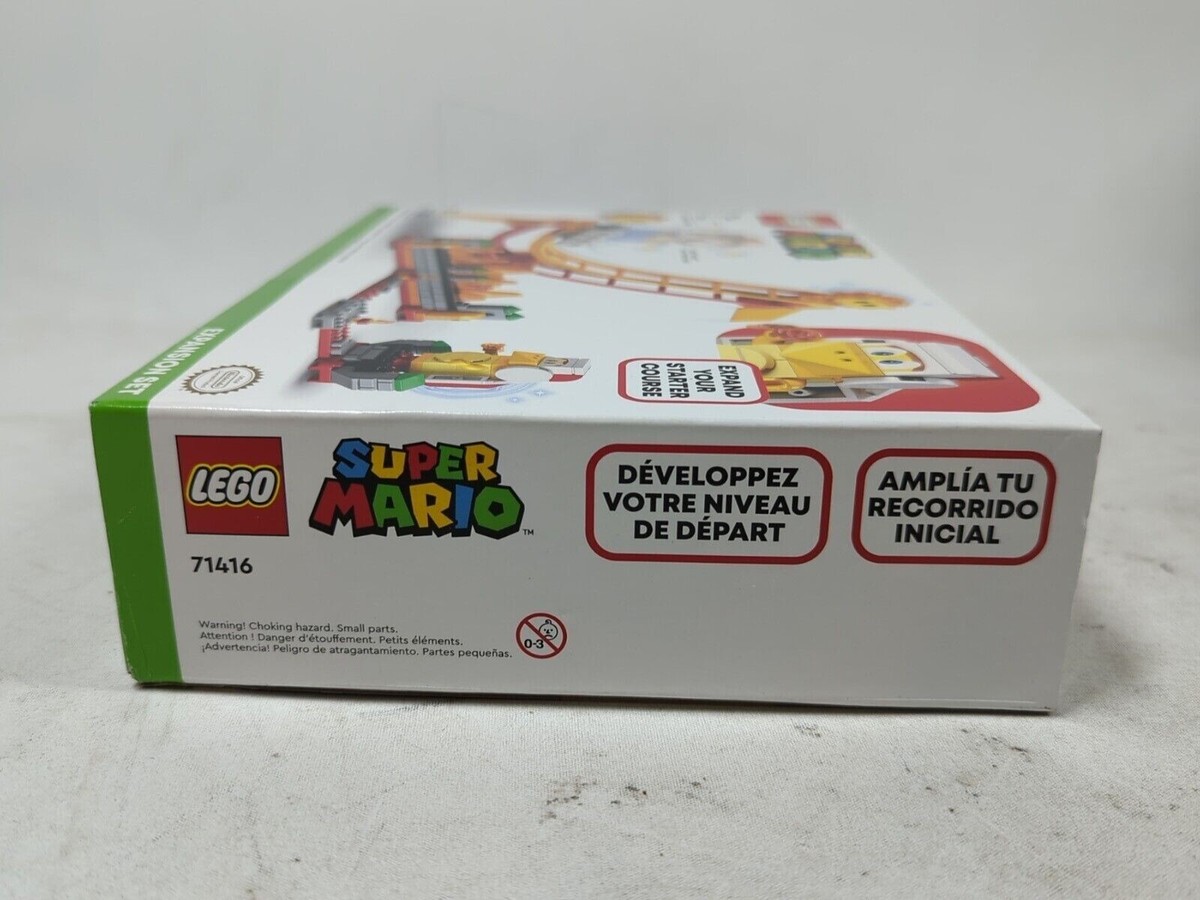 EXPANSION SET
EXPAND
YOUR
STARTER
COURSE
LEGO
SUPER
MARIO™
71416
DÉVELOPPEZ
VOTRE NIVEAU
DE DÉPART
AMPLÍA TU
RECORRIDO
INICIAL
Warning! Choking hazard. Small parts.
Attention ! Danger d'étouffement. Petits éléments.
¡Advertencia! Peligro de atragantamiento. Partes pequeñas.
0-3